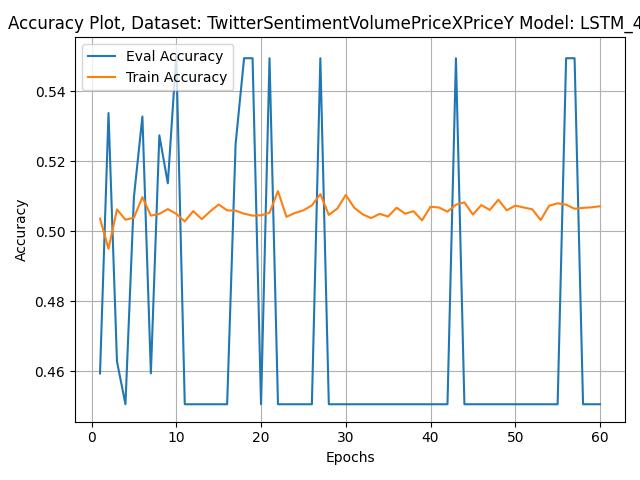 Accuracy Plot, Dataset: TwitterSentimentVolumePriceXPriceY Model: LSTM_4
Eval Accuracy
Train Accuracy
Accuracy
0.54
0.52
0.50
0.48
0.46
0 10 20 30 40 50 60
Epochs